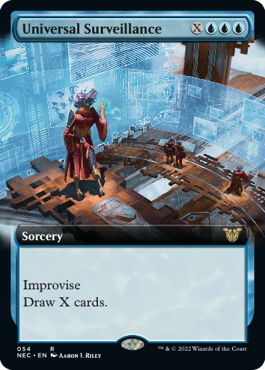 Universal Surveillance X
Sorcery
Improvise
Draw X cards.
054 R
NEC • EN Aaron J. Riley ™ & © 2022 Wizards of the Coast